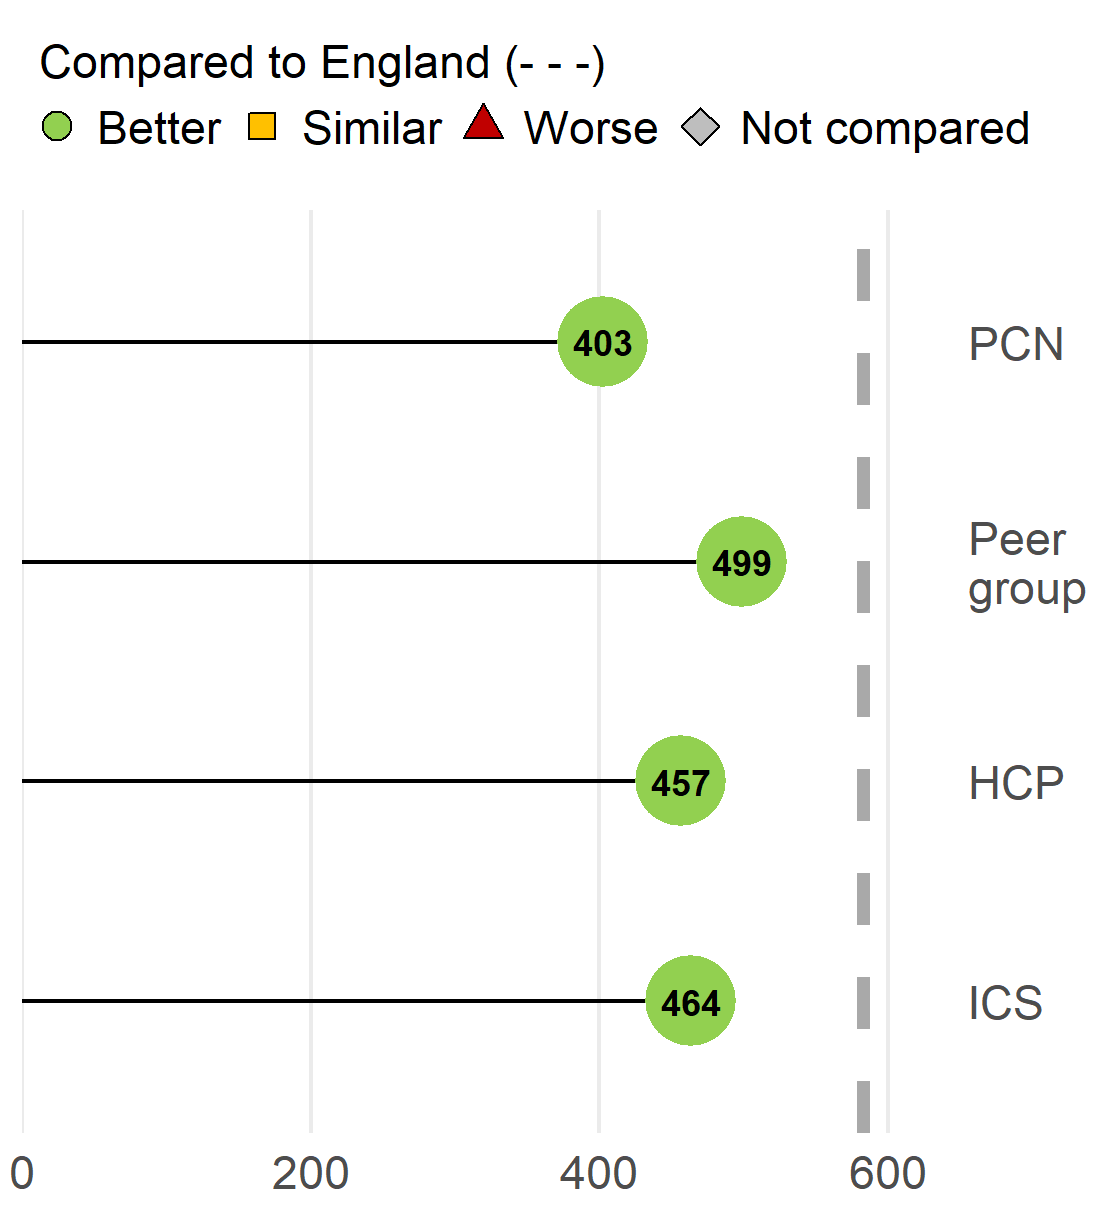 Compared to England (- - -)
Better Similar Worse Not compared
403 PCN
499 Peer
group
457 HCP
464 ICS
0 200 400 600